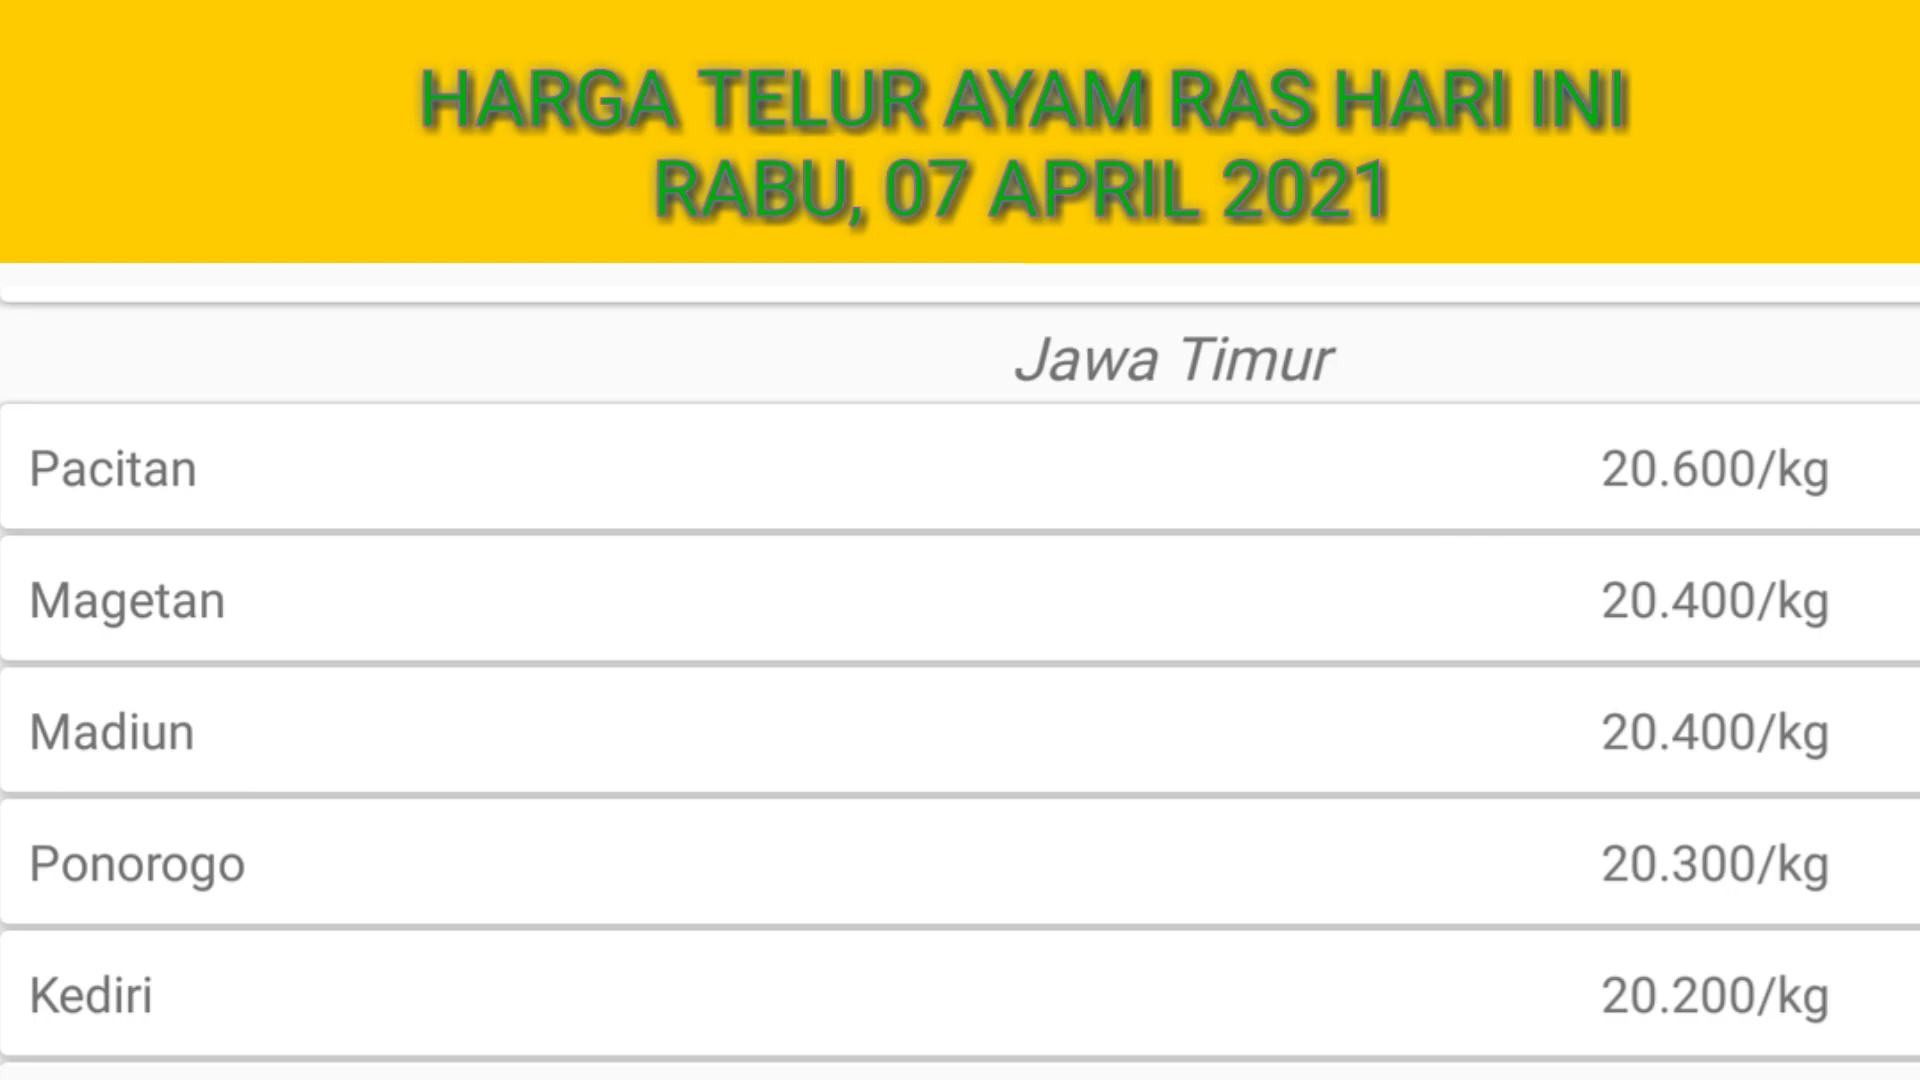 HARGA TELUR AYAM RAS HARI INI
RABU, 07 APRIL 2021
Jawa Timur
Pacitan 20.600/kg
Magetan 20.400/kg
Madiun 20.400/kg
Ponorogo 20.300/kg
Kediri 20.200/kg